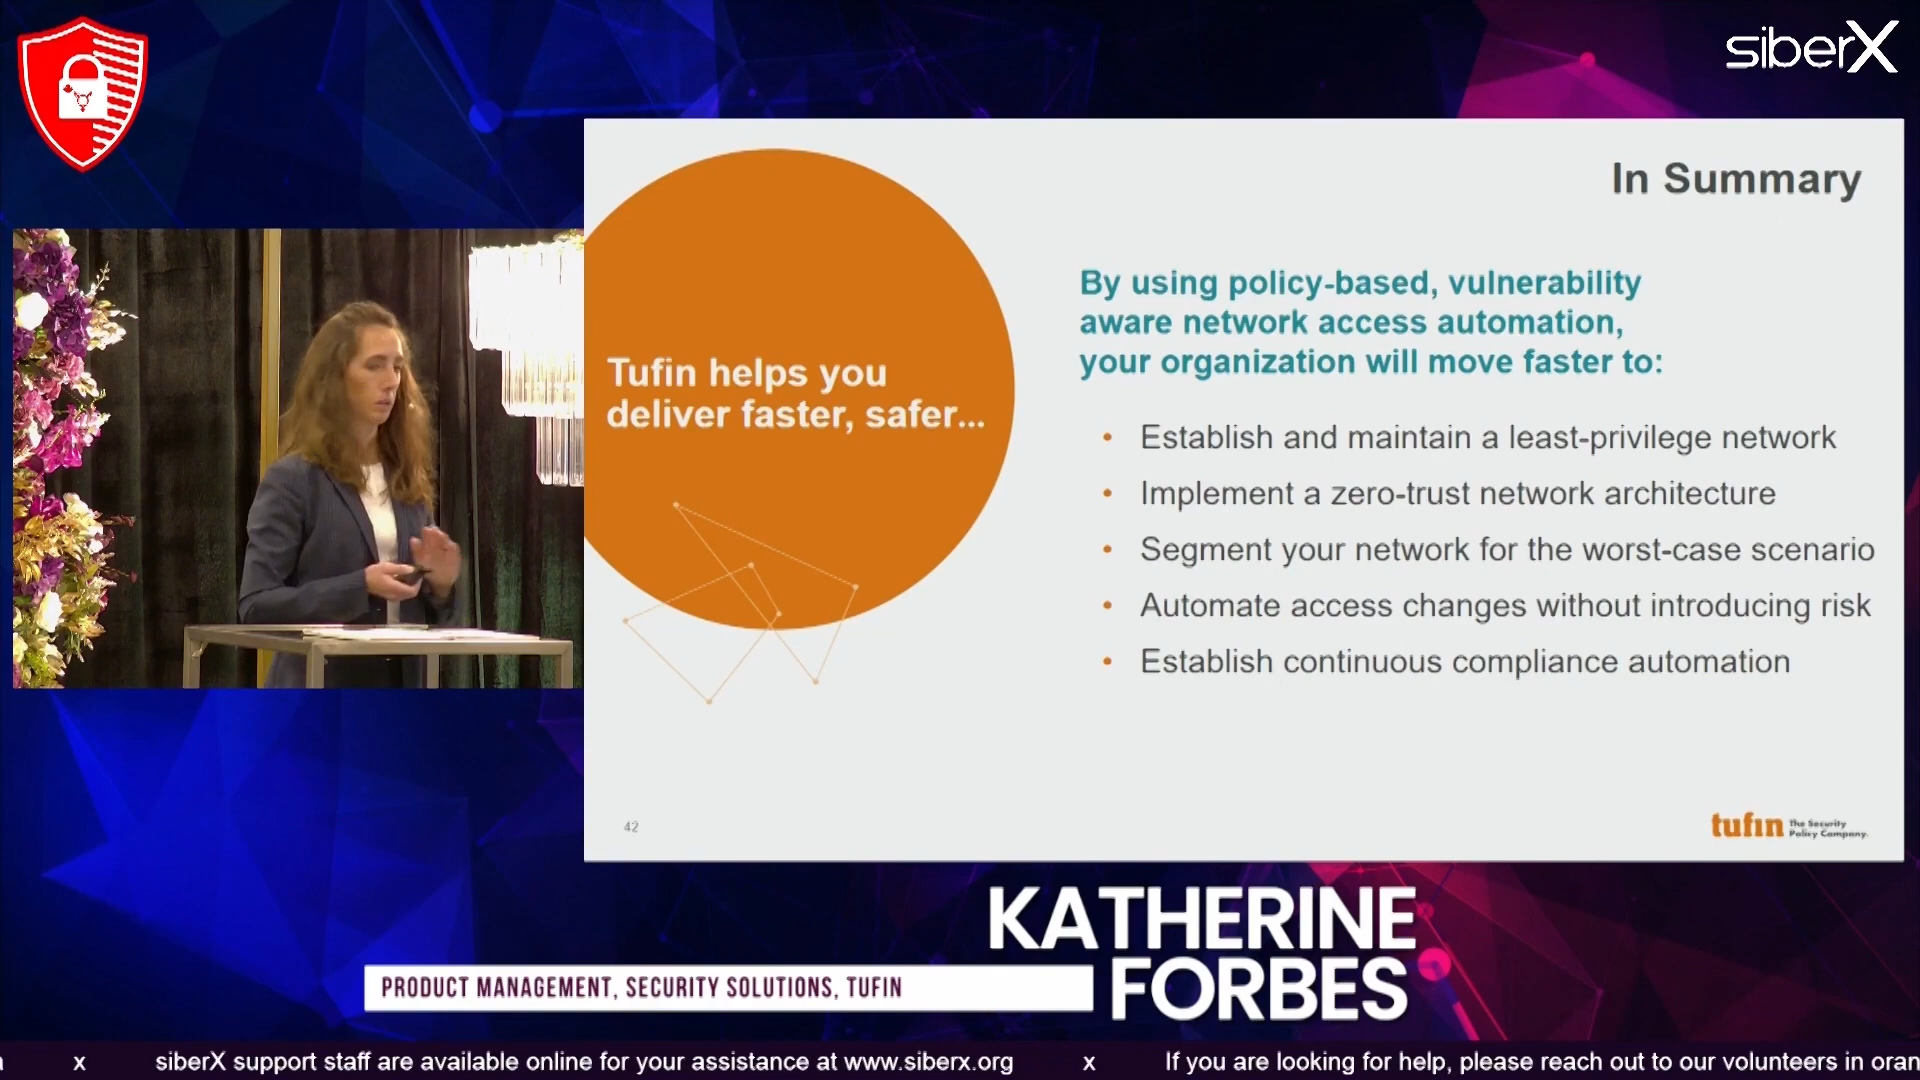 siberX
In Summary
Tufin helps you
deliver faster, safer...
By using policy-based, vulnerability
aware network access automation,
your organization will move faster to:
• Establish and maintain a least-privilege network
• Implement a zero-trust network architecture
• Segment your network for the worst-case scenario
• Automate access changes without introducing risk
• Establish continuous compliance automation
42
tufin The Security
Policy Company.
KATHERINE
FORBES
PRODUCT MANAGEMENT, SECURITY SOLUTIONS, TUFIN
x siberX support staff are available online for your assistance at www.siberx.org x If you are looking for help, please reach out to our volunteers in oran